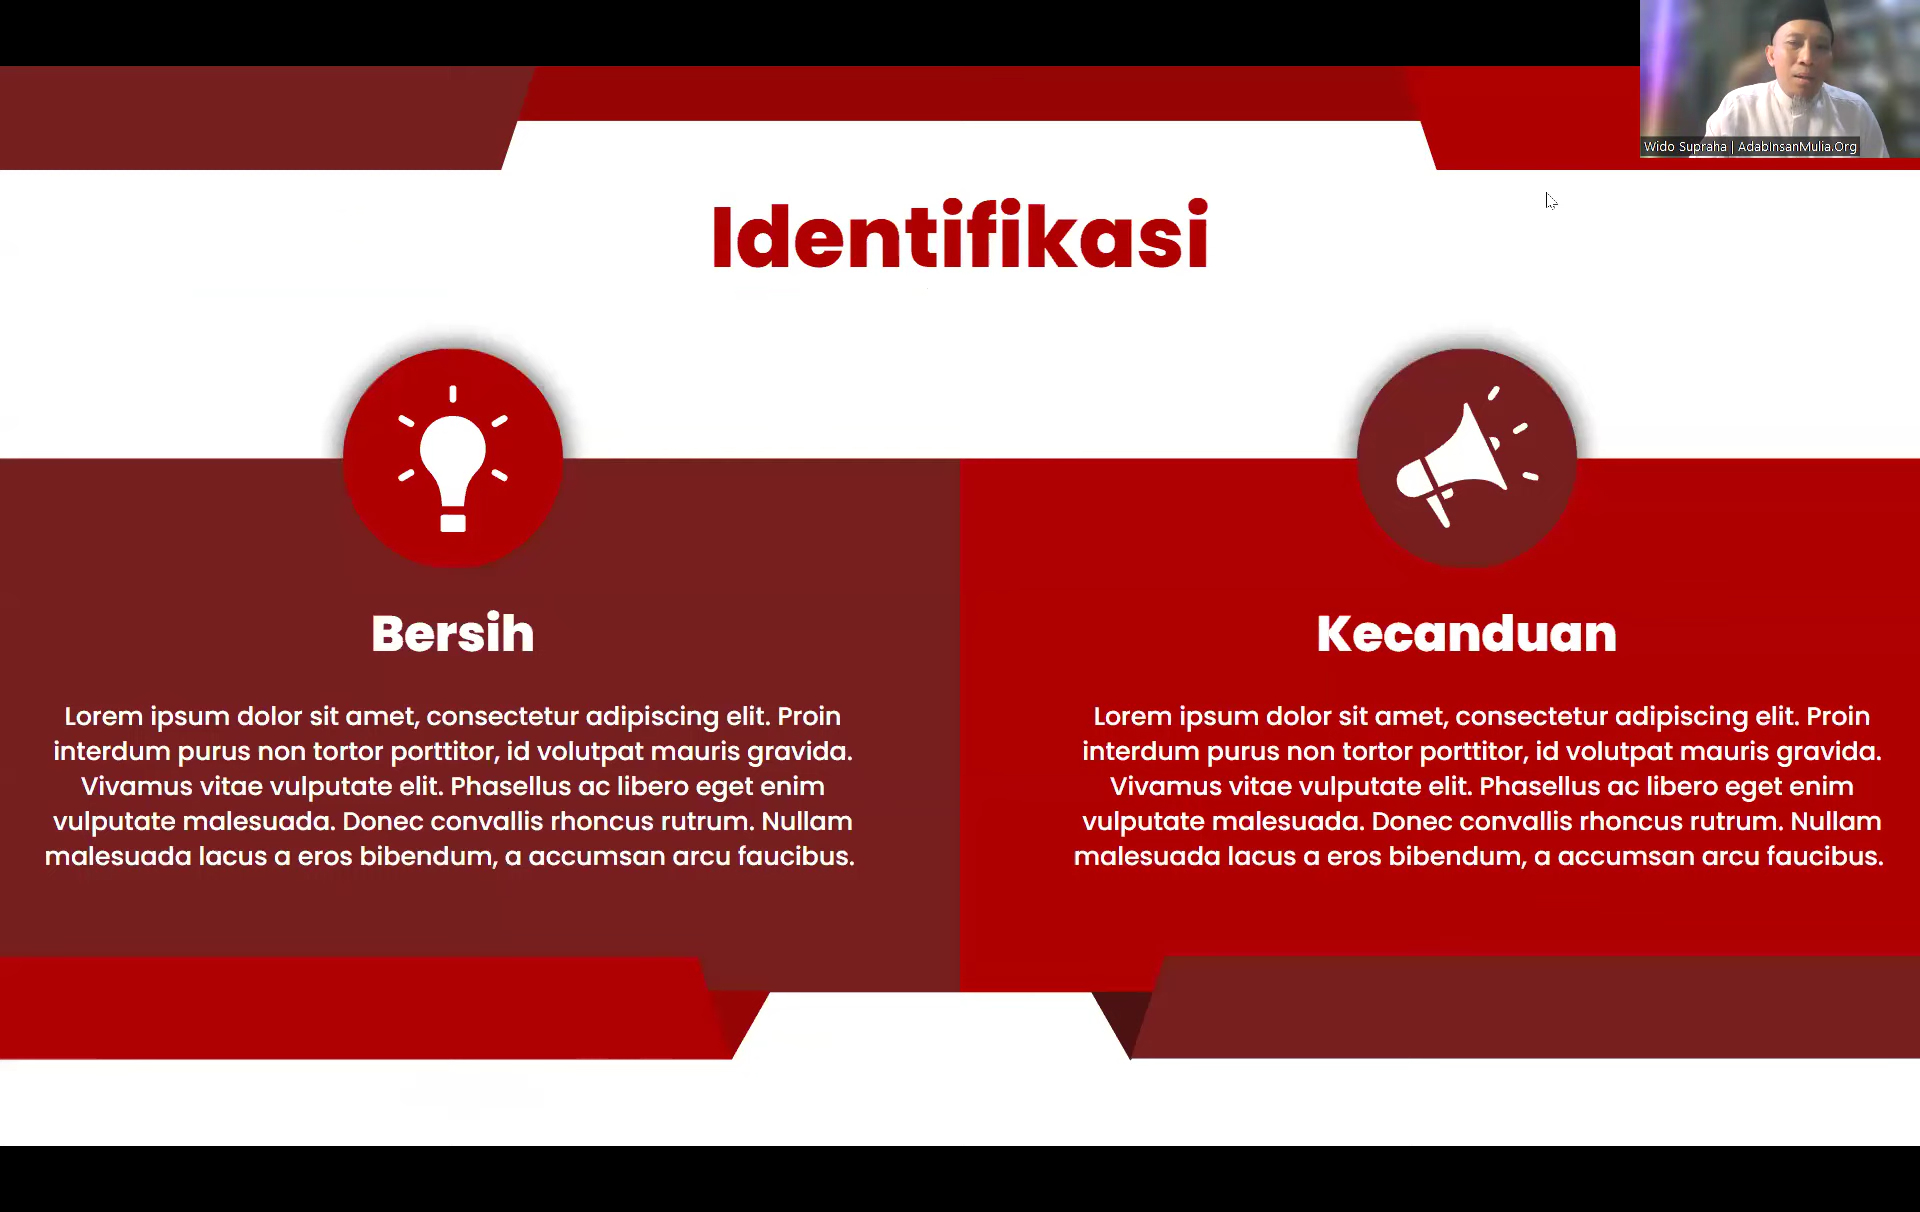 Wido Supraha | AdabInsanMulia.Org
Identifikasi
Bersih
Lorem ipsum dolor sit amet, consectetur adipiscing elit. Proin
interdum purus non tortor porttitor, id volutpat mauris gravida.
Vivamus vitae vulputate elit. Phasellus ac libero eget enim
vulputate malesuada. Donec convallis rhoncus rutrum. Nullam
malesuada lacus a eros bibendum, a accumsan arcu faucibus.
Kecanduan
Lorem ipsum dolor sit amet, consectetur adipiscing elit. Proin
interdum purus non tortor porttitor, id volutpat mauris gravida.
Vivamus vitae vulputate elit. Phasellus ac libero eget enim
vulputate malesuada. Donec convallis rhoncus rutrum. Nullam
malesuada lacus a eros bibendum, a accumsan arcu faucibus.